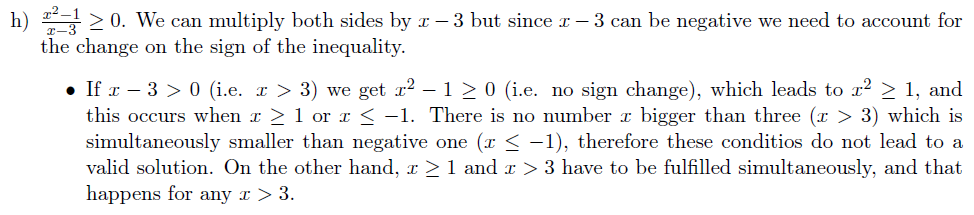 h) \frac{x^2-1}{x-3} ≥ 0. We can multiply both sides by x − 3 but since x − 3 can be negative we need to account for
the change on the sign of the inequality.
• If x − 3 > 0 (i.e. x > 3) we get x² − 1 ≥ 0 (i.e. no sign change), which leads to x² ≥ 1, and
this occurs when x ≥ 1 or x ≤ −1. There is no number x bigger than three (x > 3) which is
simultaneously smaller than negative one (x ≤ −1), therefore these conditios do not lead to a
valid solution. On the other hand, x ≥ 1 and x > 3 have to be fulfilled simultaneously, and that
happens for any x > 3.